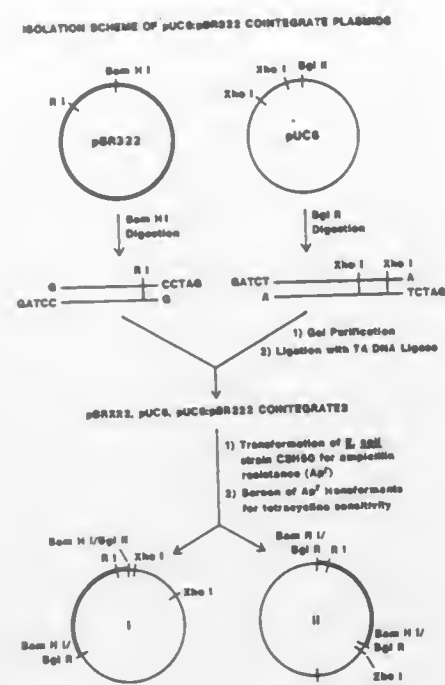 ISOLATION SCHEME OF pUC6:pBR322 COINTEGRATE PLASMIDS
Bam H I
R I
pBR322
Xho I
Bgl II
Xho I
pUC6
Bam H I
Digestion
Bgl II
Digestion
R I
G
CCTAG
GATCC
G
Xho I
Xho I
GATCT
A
A
TCTAG
1) Gel Purification
2) Ligation with T4 DNA Ligase
pBR322, pUC6, pUC6:pBR322 COINTEGRATES
1) Transformation of E. coli
strain CSH50 for ampicillin
resistance (Apʳ)
2) Screen of Apʳ transformants
for tetracycline sensitivity
Bam H I/Bgl II
R I
Xho I
Xho I
I
Bam H I/
Bgl II
Bam H I/
Bgl II
R I
II
Bam H I/
Bgl II
Xho I